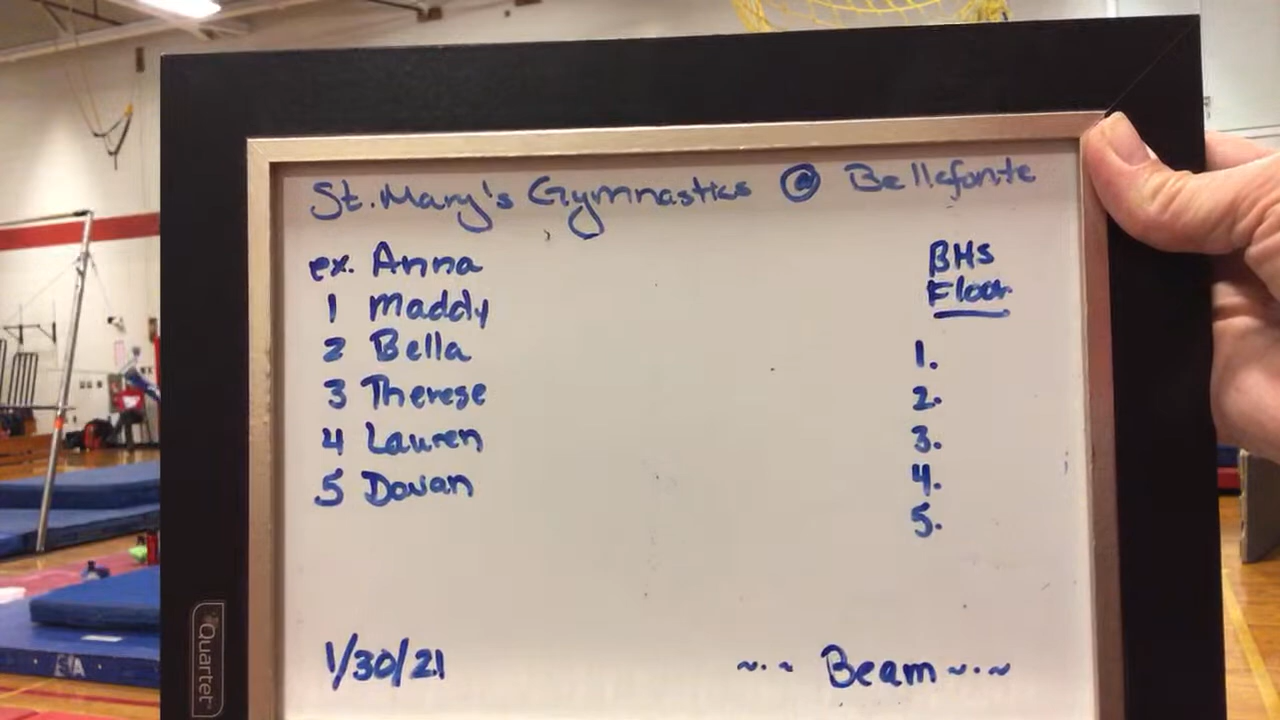 St. Mary's Gymnastics @ Bellefonte
ex. Anna
1 Maddy
2 Bella
3 Therese
4 Lauren
5 Davan
BHS
Floor
1.
2.
3.
4.
5.
1/30/21
~·~ Beam ~·~
Quartet